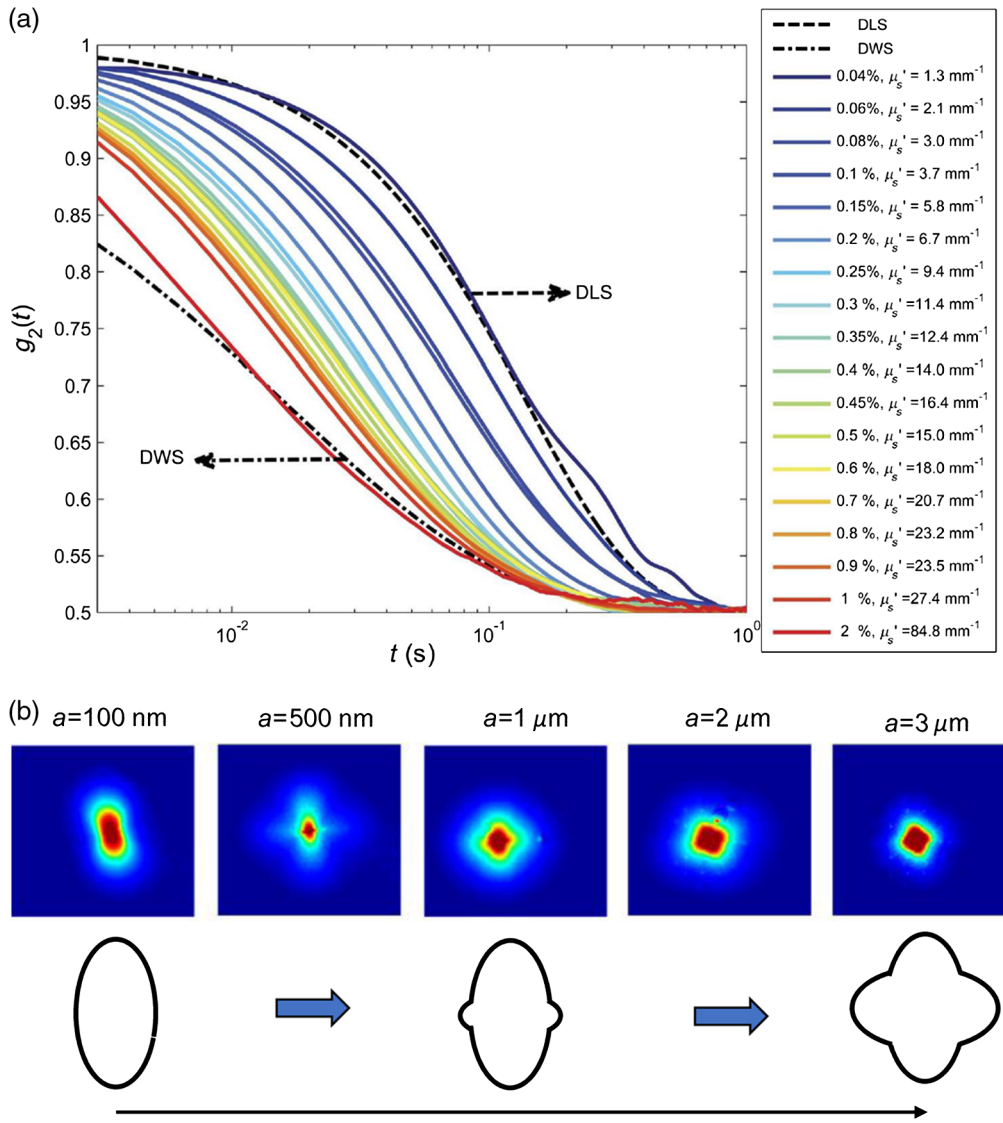 (a)
1
0.95
0.9
0.85
0.8
0.75
0.7
0.65
0.6
0.55
0.5
g2(t)
10-2
10-1
100
t (s)
DLS
DWS
DLS
DWS
0.04%, μs' = 1.3 mm-1
0.06%, μs' = 2.1 mm-1
0.08%, μs' = 3.0 mm-1
0.1 %, μs' = 3.7 mm-1
0.15%, μs' = 5.8 mm-1
0.2 %, μs' = 6.7 mm-1
0.25%, μs' = 9.4 mm-1
0.3 %, μs' =11.4 mm-1
0.35%, μs' =12.4 mm-1
0.4 %, μs' =14.0 mm-1
0.45%, μs' =16.4 mm-1
0.5 %, μs' =15.0 mm-1
0.6 %, μs' =18.0 mm-1
0.7 %, μs' =20.7 mm-1
0.8 %, μs' =23.2 mm-1
0.9 %, μs' =23.5 mm-1
1 %, μs' =27.4 mm-1
2 %, μs' =84.8 mm-1
(b)
a=100 nm
a=500 nm
a=1 μm
a=2 μm
a=3 μm